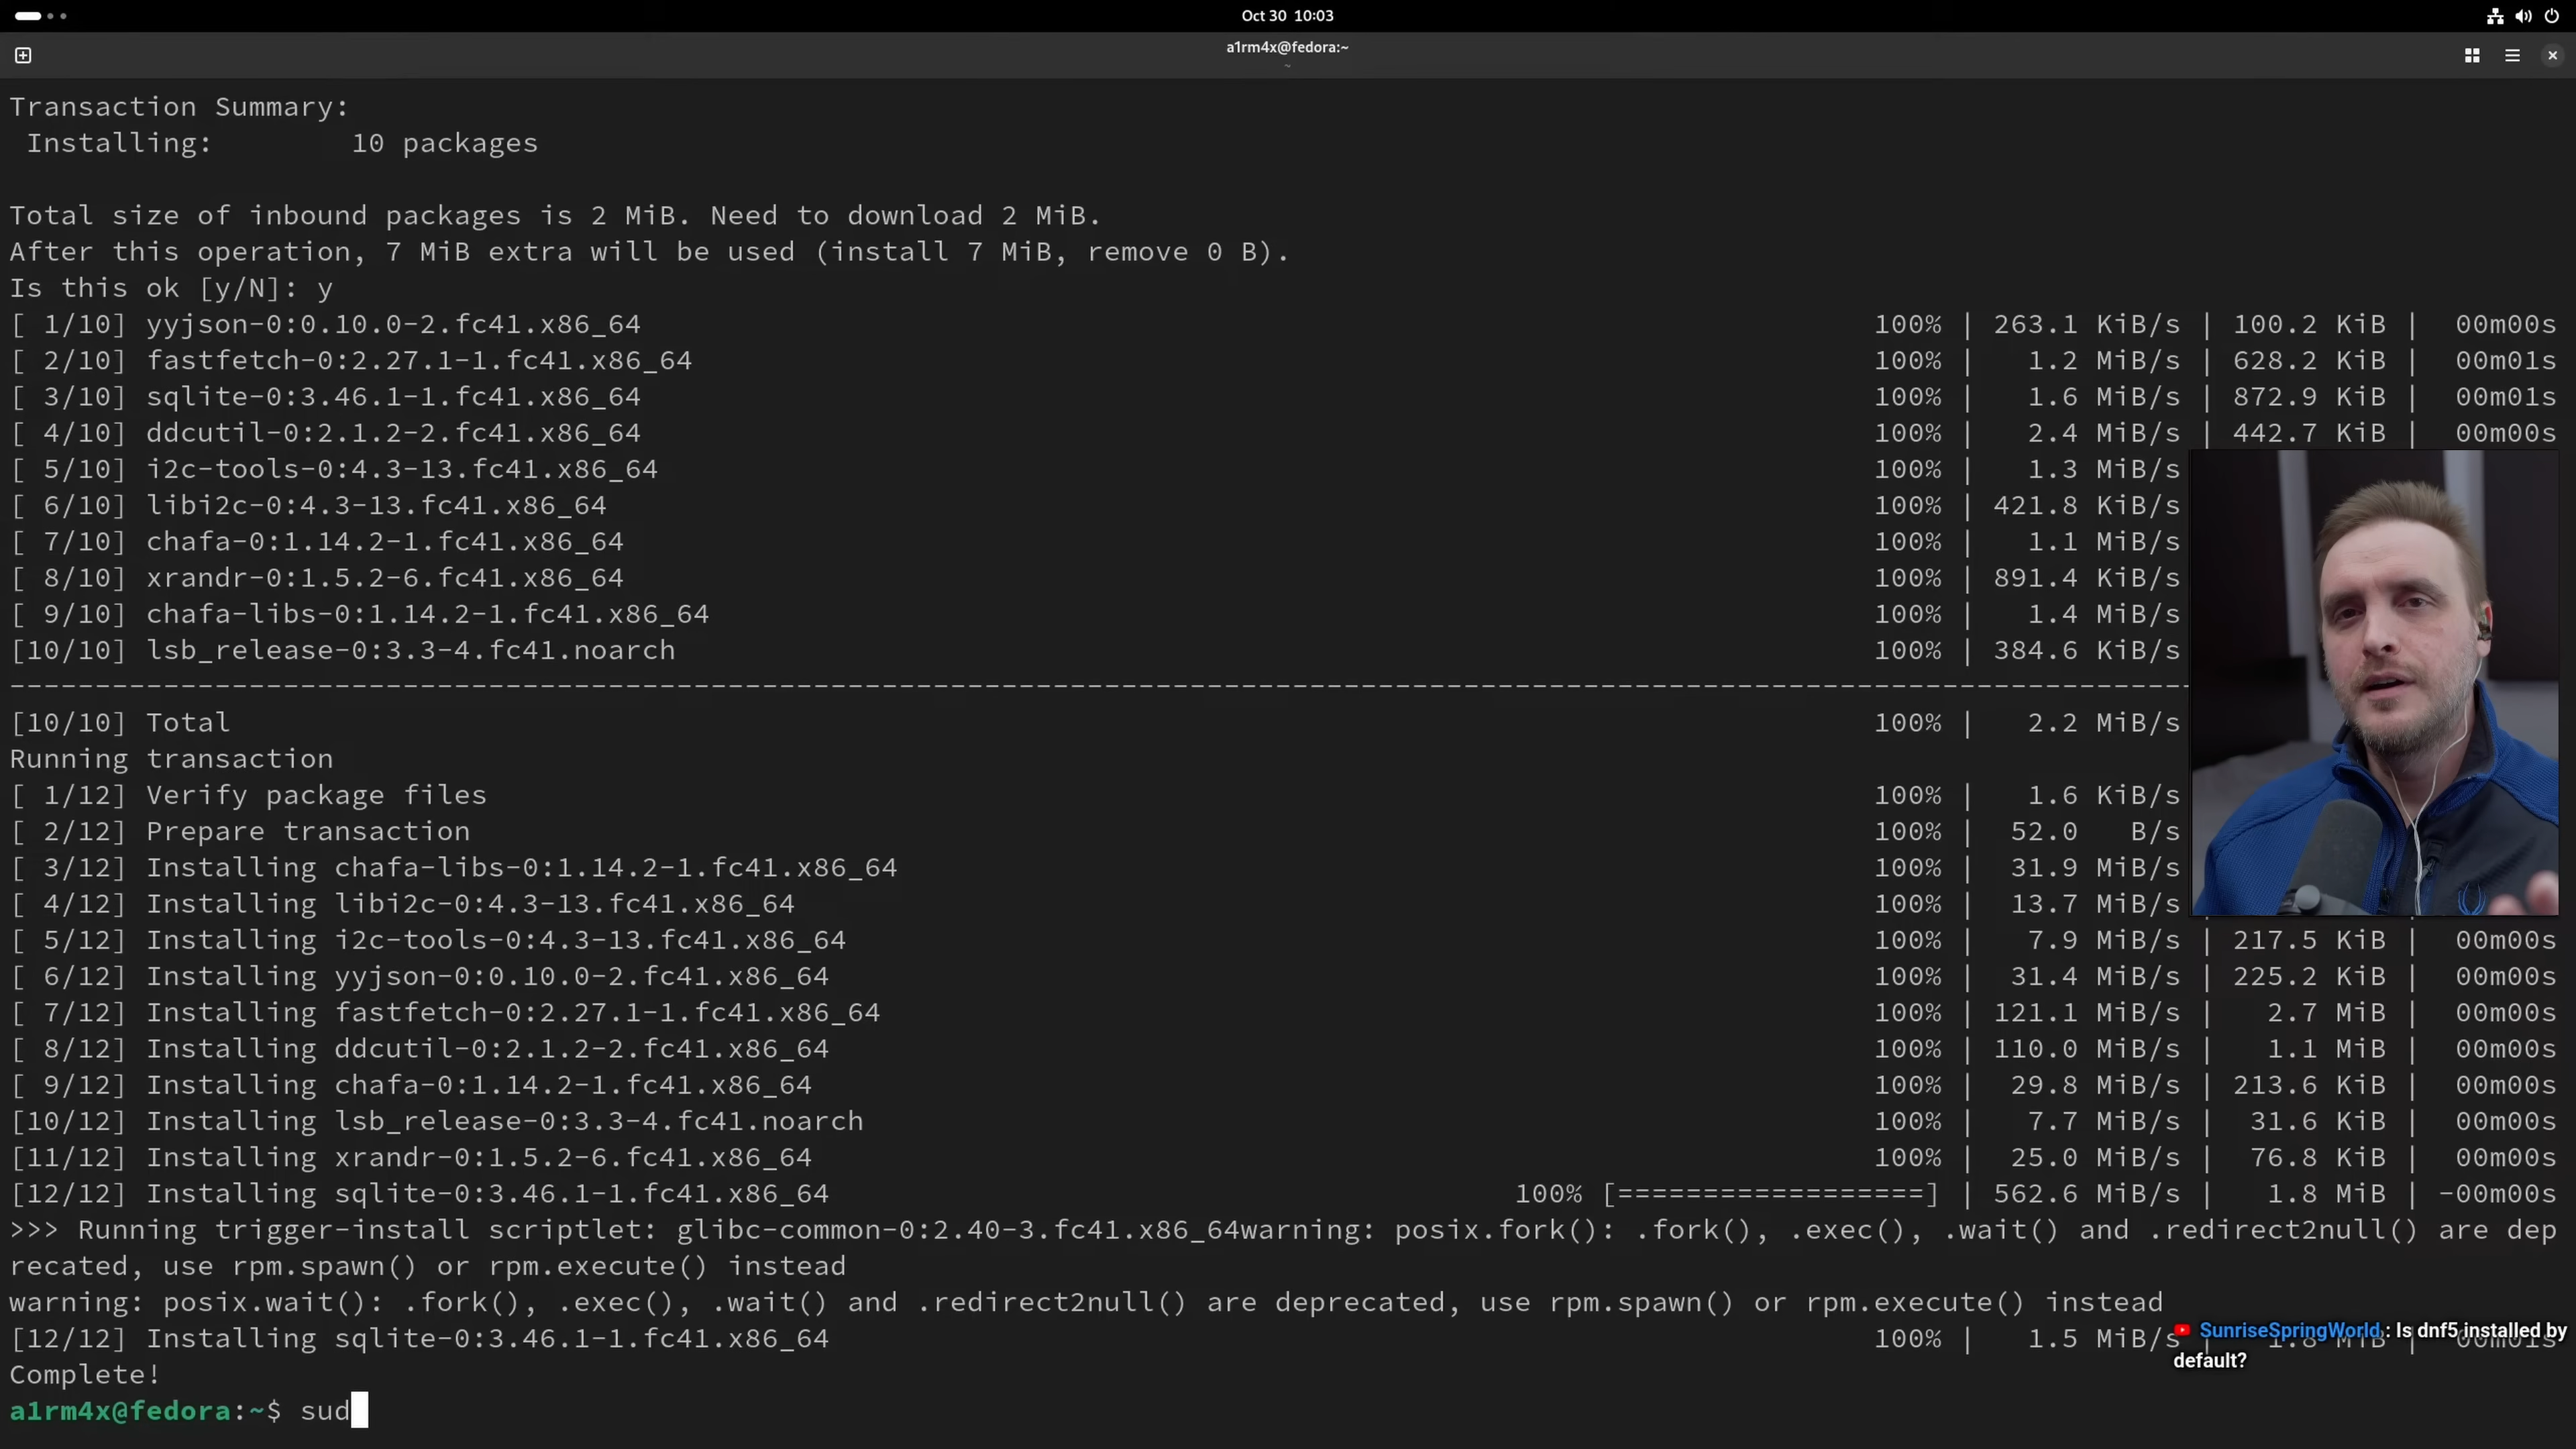 Oct 30 10:03
a1rm4x@fedora:~
~
Transaction Summary:
Installing: 10 packages
Total size of inbound packages is 2 MiB. Need to download 2 MiB.
After this operation, 7 MiB extra will be used (install 7 MiB, remove 0 B).
Is this ok [y/N]: y
[ 1/10] yyjson-0:0.10.0-2.fc41.x86_64 100% | 263.1 KiB/s | 100.2 KiB | 00m00s
[ 2/10] fastfetch-0:2.27.1-1.fc41.x86_64 100% | 1.2 MiB/s | 628.2 KiB | 00m01s
[ 3/10] sqlite-0:3.46.1-1.fc41.x86_64 100% | 1.6 MiB/s | 872.9 KiB | 00m01s
[ 4/10] ddcutil-0:2.1.2-2.fc41.x86_64 100% | 2.4 MiB/s | 442.7 KiB | 00m00s
[ 5/10] i2c-tools-0:4.3-13.fc41.x86_64 100% | 1.3 MiB/s
[ 6/10] libi2c-0:4.3-13.fc41.x86_64 100% | 421.8 KiB/s
[ 7/10] chafa-0:1.14.2-1.fc41.x86_64 100% | 1.1 MiB/s
[ 8/10] xrandr-0:1.5.2-6.fc41.x86_64 100% | 891.4 KiB/s
[ 9/10] chafa-libs-0:1.14.2-1.fc41.x86_64 100% | 1.4 MiB/s
[10/10] lsb_release-0:3.3-4.fc41.noarch 100% | 384.6 KiB/s
[10/10] Total 100% | 2.2 MiB/s
Running transaction
[ 1/12] Verify package files 100% | 1.6 KiB/s
[ 2/12] Prepare transaction 100% | 52.0 B/s
[ 3/12] Installing chafa-libs-0:1.14.2-1.fc41.x86_64 100% | 31.9 MiB/s
[ 4/12] Installing libi2c-0:4.3-13.fc41.x86_64 100% | 13.7 MiB/s
[ 5/12] Installing i2c-tools-0:4.3-13.fc41.x86_64 100% | 7.9 MiB/s | 217.5 KiB | 00m00s
[ 6/12] Installing yyjson-0:0.10.0-2.fc41.x86_64 100% | 31.4 MiB/s | 225.2 KiB | 00m00s
[ 7/12] Installing fastfetch-0:2.27.1-1.fc41.x86_64 100% | 121.1 MiB/s | 2.7 MiB | 00m00s
[ 8/12] Installing ddcutil-0:2.1.2-2.fc41.x86_64 100% | 110.0 MiB/s | 1.1 MiB | 00m00s
[ 9/12] Installing chafa-0:1.14.2-1.fc41.x86_64 100% | 29.8 MiB/s | 213.6 KiB | 00m00s
[10/12] Installing lsb_release-0:3.3-4.fc41.noarch 100% | 7.7 MiB/s | 31.6 KiB | 00m00s
[11/12] Installing xrandr-0:1.5.2-6.fc41.x86_64 100% | 25.0 MiB/s | 76.8 KiB | 00m00s
[12/12] Installing sqlite-0:3.46.1-1.fc41.x86_64 100% [==================] | 562.6 MiB/s | 1.8 MiB | -00m00s
>>> Running trigger-install scriptlet: glibc-common-0:2.40-3.fc41.x86_64warning: posix.fork(): .fork(), .exec(), .wait() and .redirect2null() are dep
recated, use rpm.spawn() or rpm.execute() instead
warning: posix.wait(): .fork(), .exec(), .wait() and .redirect2null() are deprecated, use rpm.spawn() or rpm.execute() instead
[12/12] Installing sqlite-0:3.46.1-1.fc41.x86_64 100% | 1.5 MiB/s | 1.8 MiB | 00m01s
SunriseSpringWorld : Is dnf5 installed by
default?
Complete!
a1rm4x@fedora:~$ sud